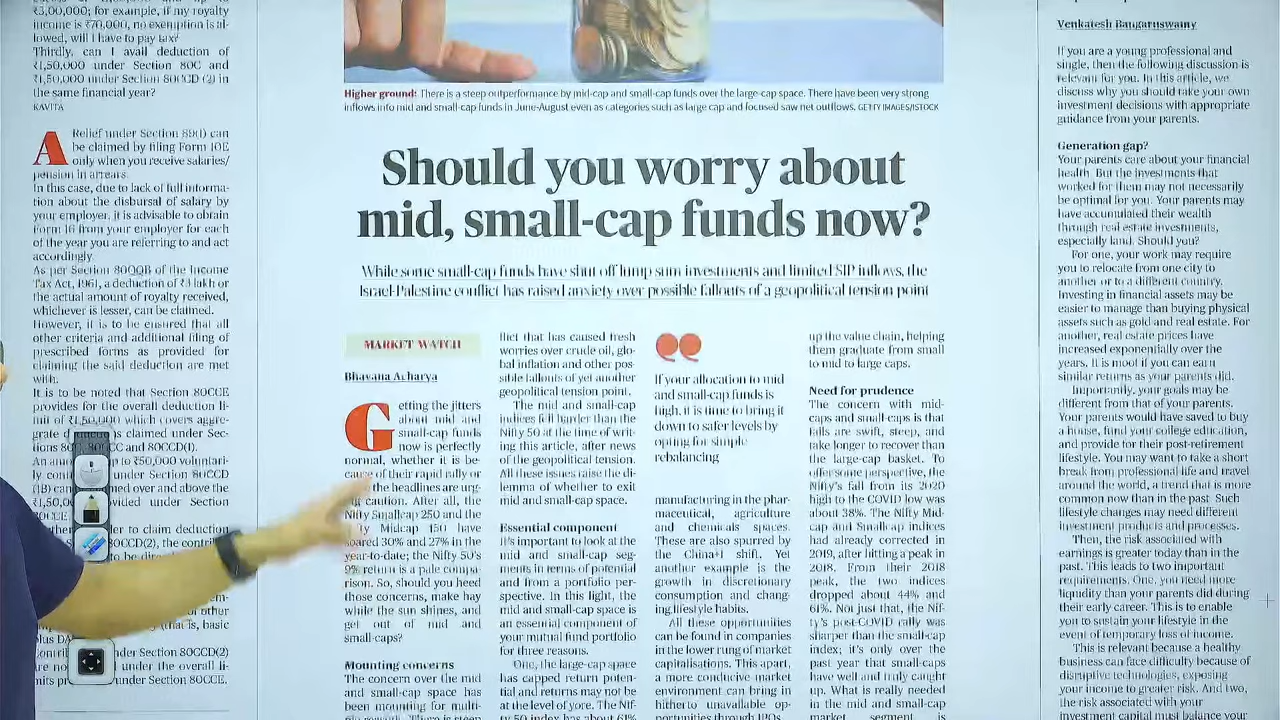 ₹3,00,000; for example, if my royalty
income is ₹70,000, no exemption is al-
lowed, will I have to pay tax?
Thirdly, can I avail deduction of
₹1,50,000 under Section 80C and
₹1,50,000 under Section 80CCD (2) in
the same financial year?
KAVITA
A Relief under Section 89(1) can
be claimed by filing Form 10E
only when you receive salaries/
pension in arrears.
In this case, due to lack of full informa-
tion about the disbursal of salary by
your employer, it is advisable to obtain
Form 16 from your employer for each
of the year you are referring to and act
accordingly.
As per Section 80QQB of the Income
Tax Act, 1961, a deduction of ₹3 lakh or
the actual amount of royalty received,
whichever is lesser, can be claimed.
However, it is to be ensured that all
other criteria and additional filing of
prescribed forms as provided for
claiming the said deduction are met
with.
It is to be noted that Section 80CCE
provides for the overall deduction li-
mit of ₹1,50,000 which covers aggre-
grate as claimed under Sec-
tions 80C, 80CCC and 80CCD(1).
An up to ₹50,000 voluntari-
ly under Section 80CCD
(1B) can over and above the
₹1,50, under Section
to claim deduction
80CCD(2), the
to be
other
is, basic
plus
under Section 80CCD(2)
are under the overall li-
mits under Section 80CCE.
Higher ground: There is a steep outperformance by mid-cap and small-cap funds over the large-cap space. There have been very strong
inflows into mid and small-cap funds in June-August even as categories such as large cap and focused saw net outflows. GETTY IMAGES/ISTOCK
Should you worry about
mid, small-cap funds now?
While some small-cap funds have shut off lump sum investments and limited SIP inflows, the
Israel-Palestine conflict has raised anxiety over possible fallouts of a geopolitical tension point
MARKET WATCH
Bhavana Acharya
Getting the jitters
about mid and
small-cap funds
now is perfectly
normal, whether it is be-
cause of their rapid rally or
the headlines are urg-
caution. After all, the
Nifty Smallcap 250 and the
Midcap 150 have
soared 30% and 27% in the
year-to-date; the Nifty 50's
9% return is a pale compa-
rison. So, should you heed
those concerns, make hay
while the sun shines, and
get out of mid and
small-caps?
Mounting concerns
The concern over the mid
and small-cap space has
been mounting for multi-
flict that has caused fresh
worries over crude oil, glo-
bal inflation and other pos-
sible fallouts of yet another
geopolitical tension point.
The mid and small-cap
indices fell harder than the
Nifty 50 at the time of writ-
ing this article, after news
of the geopolitical tension.
All these issues raise the di-
lemma of whether to exit
mid and small-cap space.
Essential component
It's important to look at the
mid and small-cap seg-
ments in terms of potential
and from a portfolio per-
spective. In this light, the
mid and small-cap space is
an essential component of
your mutual fund portfolio
for three reasons.
One, the large-cap space
has capped return poten-
tial and returns may not be
at the level of yore. The Nif-
ty 50 index has about 61%
If your allocation to mid
and small-cap funds is
high, it is time to bring it
down to safer levels by
opting for simple
rebalancing
manufacturing in the phar-
maceutical, agriculture
and chemicals spaces.
These are also spurred by
the China+1 shift. Yet
another example is the
growth in discretionary
consumption and chang-
ing lifestyle habits.
All these opportunities
can be found in companies
in the lower rung of market
capitalisations. This apart,
a more conducive market
environment can bring in
hitherto unavailable op-
portunities through IPOs
up the value chain, helping
them graduate from small
to mid to large caps.
Need for prudence
The concern with mid-
caps and small-caps is that
falls are swift, steep, and
take longer to recover than
the large-cap basket. To
offer some perspective, the
Nifty's fall from its 2020
high to the COVID low was
about 38%. The Nifty Mid-
cap and Smallcap indices
had already corrected in
2019, after hitting a peak in
2018. From their 2018
peak, the two indices
dropped about 44% and
61%. Not just that, the Nif-
ty's post-COVID rally was
sharper than the small-cap
index; it's only over the
past year that small-caps
have well and truly caught
up. What is really needed
in the mid and small-cap
market segment is
Venkatesh Bangaruswamy
If you are a young professional and
single, then the following discussion is
relevant for you. In this article, we
discuss why you should take your own
investment decisions with appropriate
guidance from your parents.
Generation gap?
Your parents care about your financial
health. But the investments that
worked for them may not necessarily
be optimal for you. Your parents may
have accumulated their wealth
through real estate investments,
especially land. Should you?
For one, your work may require
you to relocate from one city to
another or to a different country.
Investing in financial assets may be
easier to manage than buying physical
assets such as gold and real estate. For
another, real estate prices have
increased exponentially over the
years. It is moot if you can earn
similar returns as your parents did.
Importantly, your goals may be
different from that of your parents.
Your parents would have saved to buy
a house, fund your college education,
and provide for their post-retirement
lifestyle. You may want to take a short
break from professional life and travel
around the world, a trend that is more
common now than in the past. Such
lifestyle changes may need different
investment products and processes.
Then, the risk associated with
earnings is greater today than in the
past. This leads to two important
requirements. One, you need more
liquidity than your parents did during
their early career. This is to enable
you to sustain your lifestyle in the
event of temporary loss of income.
This is relevant because a healthy
business can face difficulty because of
disruptive technologies, exposing
your income to greater risk. And two,
the risk associated with your
investment capital must increase your